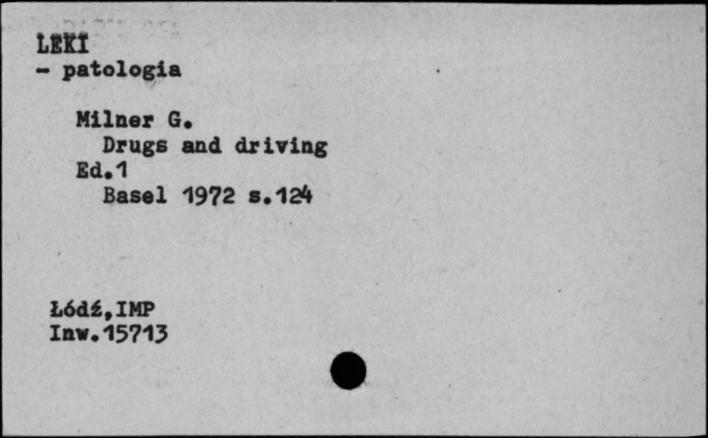 LEKI
- patologia
Milner G.
Drugs and driving
Ed.1
Basel 1972 s.124
Łódź,IMP
Inw.15713